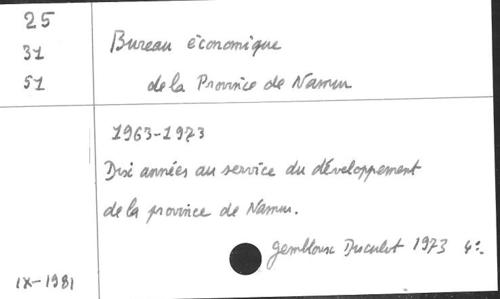 25
31
51
Bureau économique
de la Province de Namur
1963-1973
Dix années au service du développement
de la province de Namur.
Gembloux Duculot 1973 4°.
IX-1981